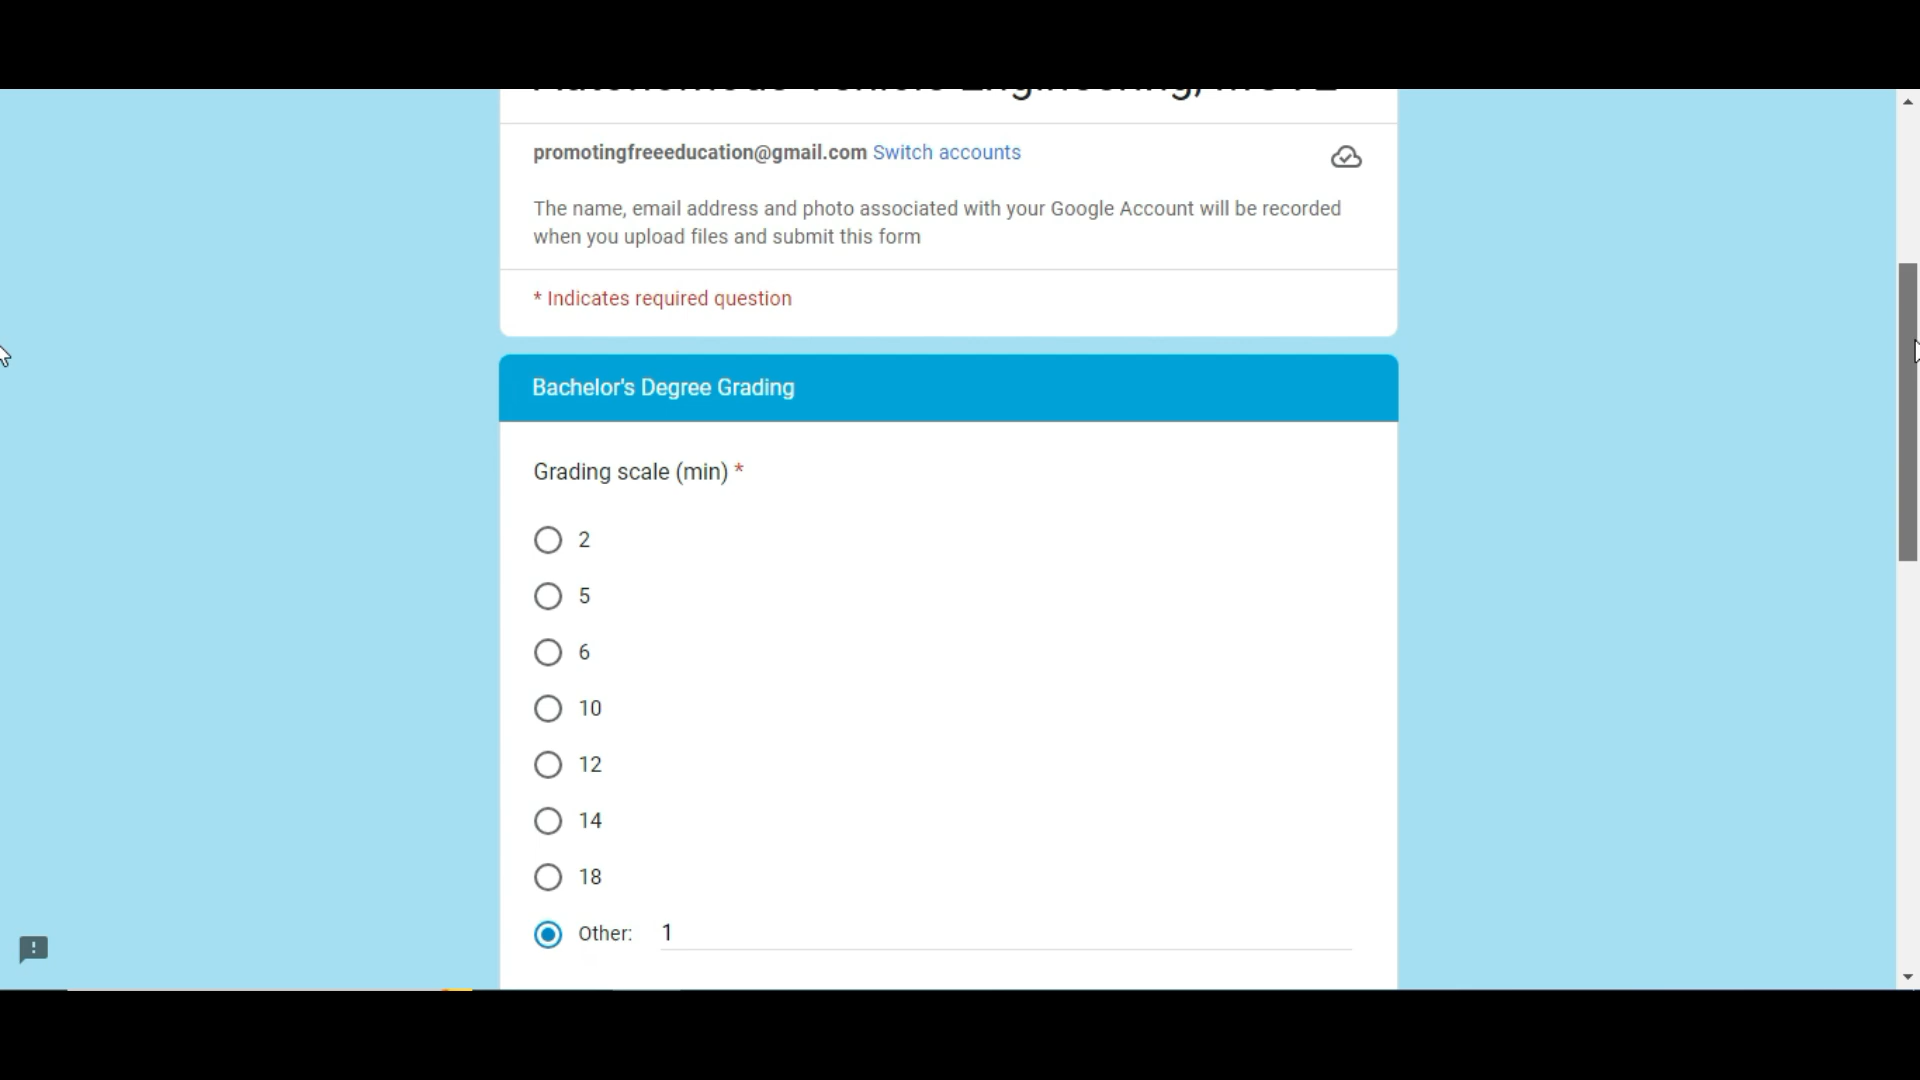 promotingfreeeducation@gmail.com Switch accounts
The name, email address and photo associated with your Google Account will be recorded
when you upload files and submit this form
* Indicates required question
Bachelor's Degree Grading
Grading scale (min) *
2
5
6
10
12
14
18
Other: 1